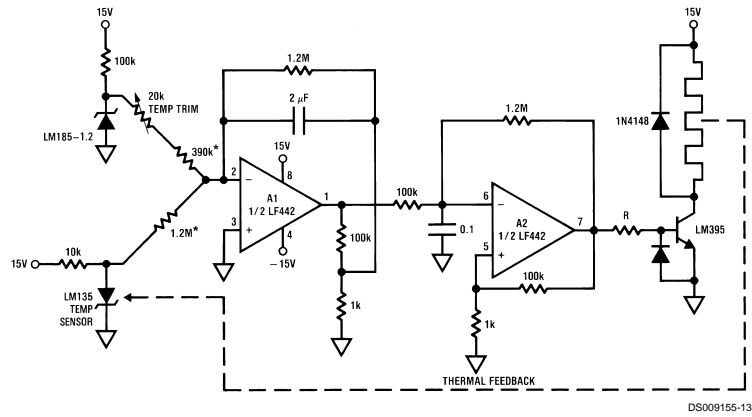 15V
100k
20k
TEMP TRIM
LM185-1.2
390k*
1.2M*
15V
10k
LM135
TEMP
SENSOR
1.2M
2 µF
15V
2
-
8
A1
1/2 LF442
1
3
+
4
-15V
100k
1k
100k
0.1
1.2M
6
-
A2
1/2 LF442
7
5
+
100k
1k
R
15V
1N4148
LM395
THERMAL FEEDBACK
DS009155-13